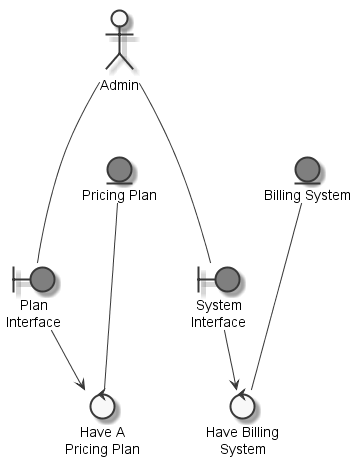 Admin
Pricing Plan
Billing System
Plan
Interface
System
Interface
Have A
Pricing Plan
Have Billing
System